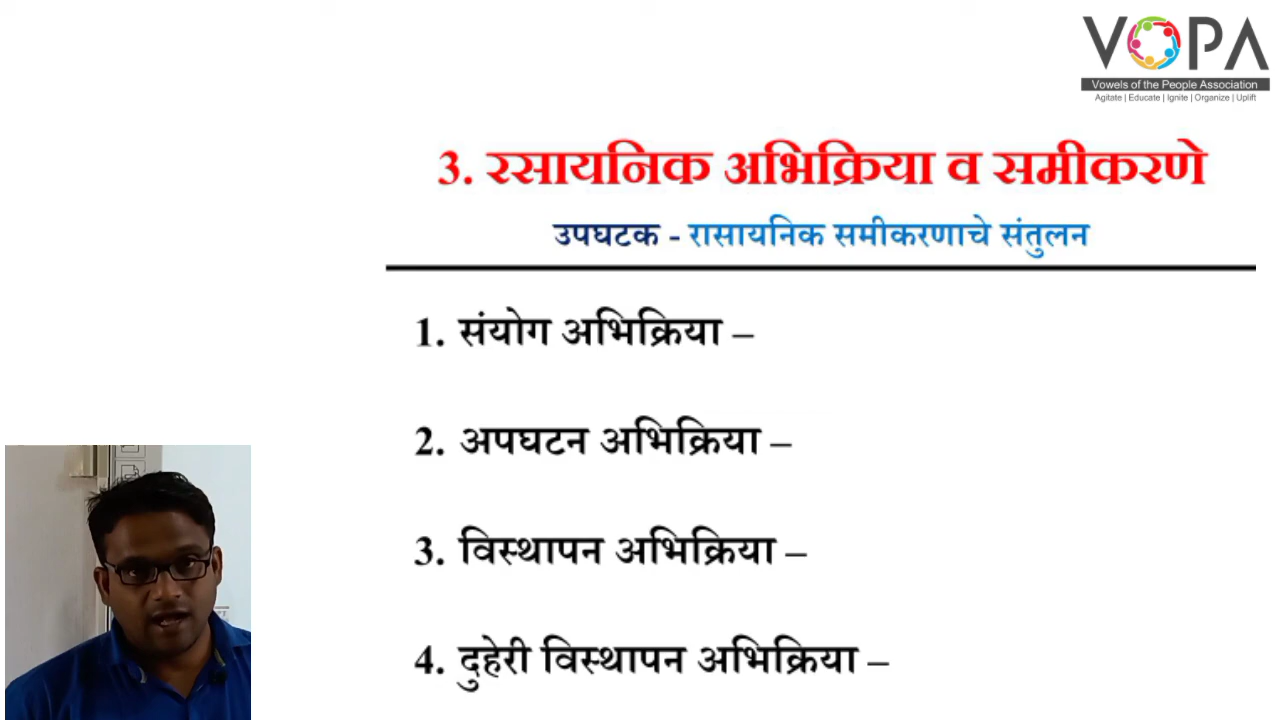 VOPA
Vowels of the People Association
Agitate | Educate | Ignite | Organize | Uplift
3. रसायनिक अभिक्रिया व समीकरणे
उपघटक - रासायनिक समीकरणाचे संतुलन
1. संयोग अभिक्रिया –
2. अपघटन अभिक्रिया –
3. विस्थापन अभिक्रिया –
4. दुहेरी विस्थापन अभिक्रिया –